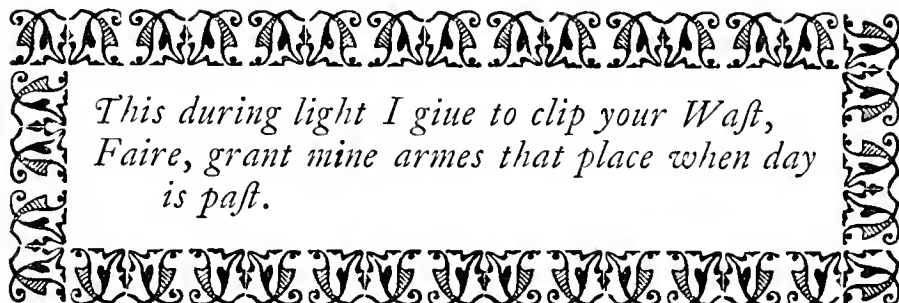 This during light I giue to clip your Waſt,
Faire, grant mine armes that place when day
is paſt.